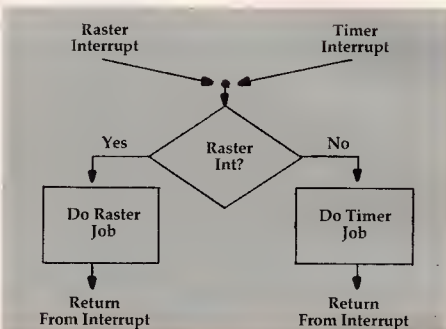 Raster
Interrupt
Timer
Interrupt
Raster
Int?
Yes
No
Do Raster
Job
Do Timer
Job
Return
From Interrupt
Return
From Interrupt